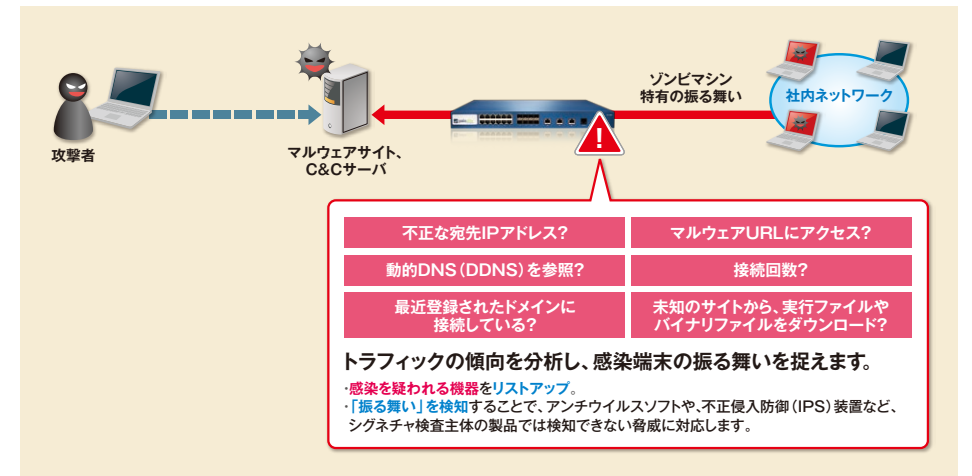 ゾンビマシン
特有の振る舞い
社内ネットワーク
攻撃者
マルウェアサイト、
C&Cサーバ
!
不正な宛先IPアドレス?
マルウェアURLにアクセス?
動的DNS(DDNS)を参照?
接続回数?
最近登録されたドメインに
接続している?
未知のサイトから、実行ファイルや
バイナリファイルをダウンロード?
トラフィックの傾向を分析し、感染端末の振る舞いを捉えます。
・感染を疑われる機器をリストアップ。
・「振る舞い」を検知することで、アンチウイルスソフトや、不正侵入防御(IPS)装置など、
シグネチャ検査主体の製品では検知できない脅威に対応します。